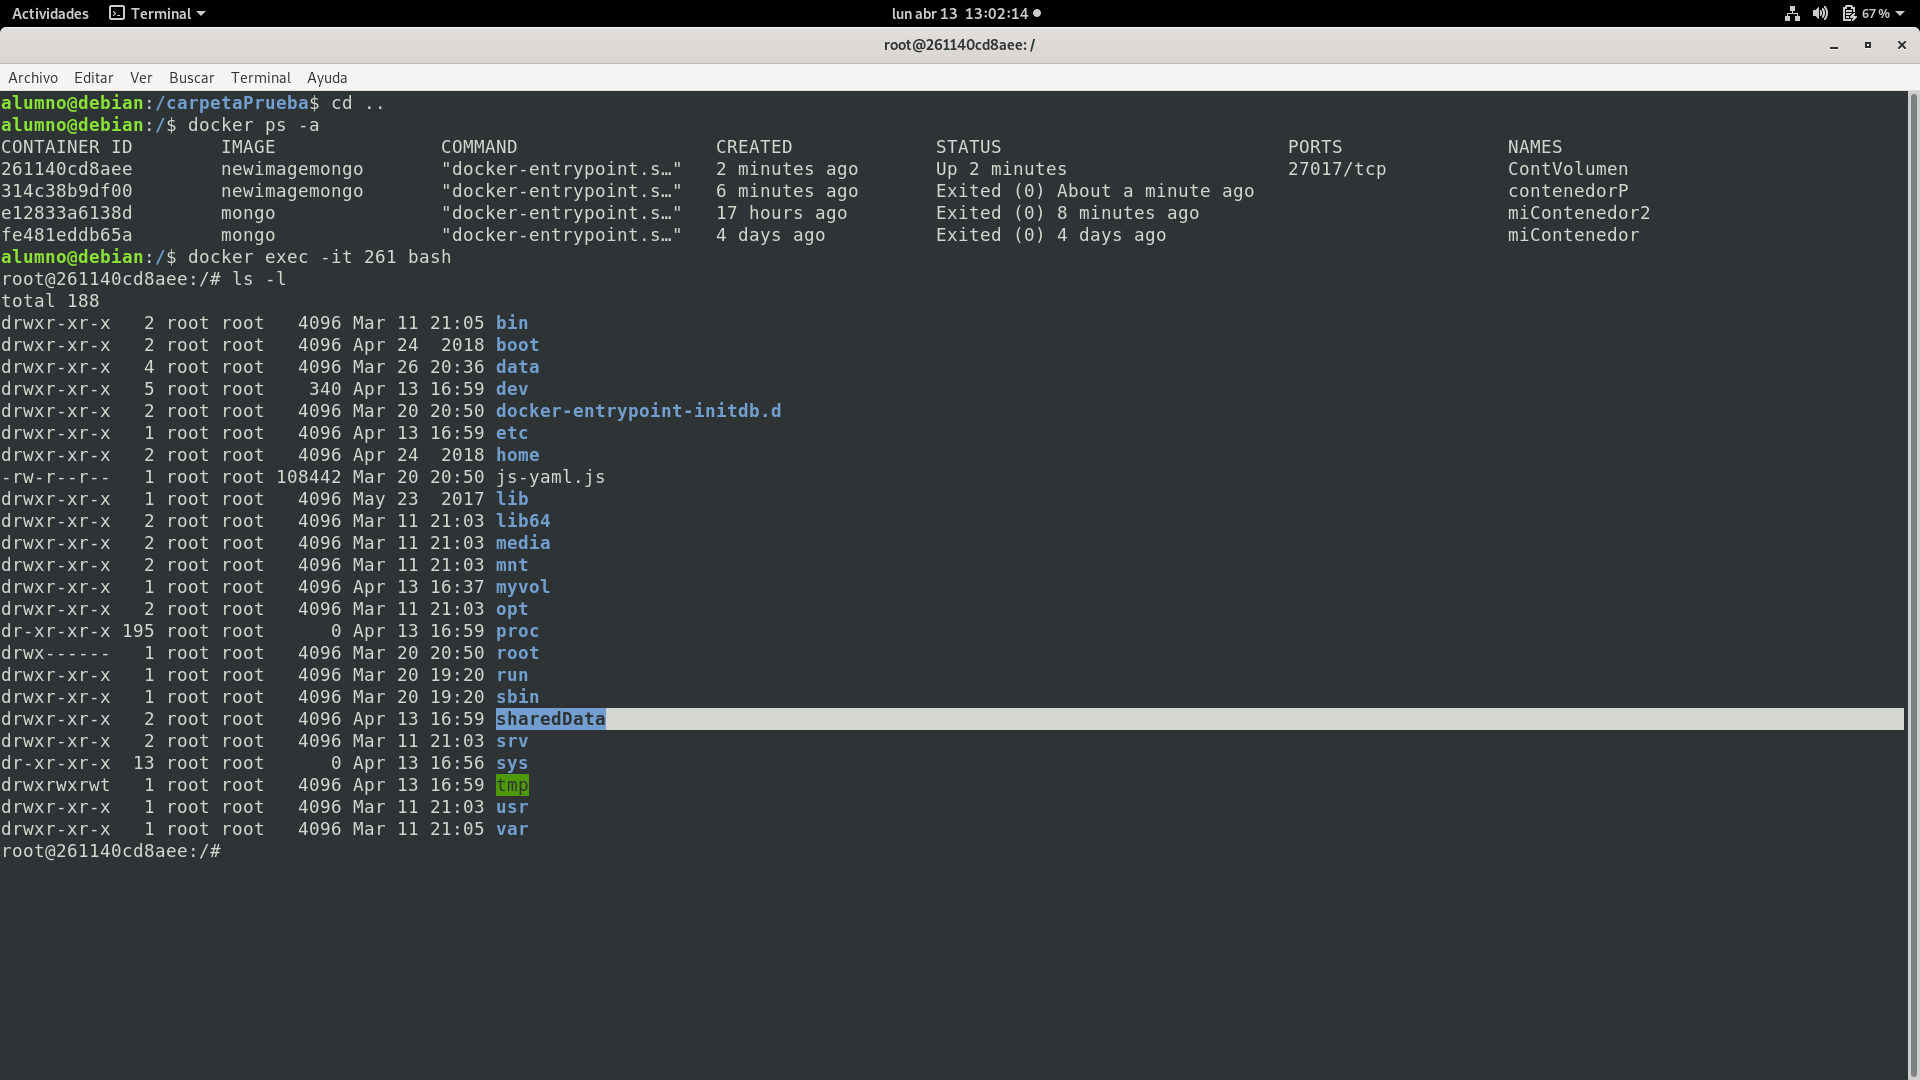 Actividades Terminal lun abr 13 13:02:14 67 %
root@261140cd8aee: /
Archivo Editar Ver Buscar Terminal Ayuda
alumno@debian:/carpetaPrueba$ cd ..
alumno@debian:/$ docker ps -a
CONTAINER ID        IMAGE               COMMAND                  CREATED             STATUS                          PORTS               NAMES
261140cd8aee        newimagemongo       "docker-entrypoint.s…"   2 minutes ago       Up 2 minutes                    27017/tcp           ContVolumen
314c38b9df00        newimagemongo       "docker-entrypoint.s…"   6 minutes ago       Exited (0) About a minute ago                       contenedorP
e12833a6138d        mongo               "docker-entrypoint.s…"   17 hours ago        Exited (0) 8 minutes ago                            miContenedor2
fe481eddb65a        mongo               "docker-entrypoint.s…"   4 days ago          Exited (0) 4 days ago                               miContenedor
alumno@debian:/$ docker exec -it 261 bash
root@261140cd8aee:/# ls -l
total 188
drwxr-xr-x   2 root root   4096 Mar 11 21:05 bin
drwxr-xr-x   2 root root   4096 Apr 24  2018 boot
drwxr-xr-x   4 root root   4096 Mar 26 20:36 data
drwxr-xr-x   5 root root    340 Apr 13 16:59 dev
drwxr-xr-x   2 root root   4096 Mar 20 20:50 docker-entrypoint-initdb.d
drwxr-xr-x   1 root root   4096 Apr 13 16:59 etc
drwxr-xr-x   2 root root   4096 Apr 24  2018 home
-rw-r--r--   1 root root 108442 Mar 20 20:50 js-yaml.js
drwxr-xr-x   1 root root   4096 May 23  2017 lib
drwxr-xr-x   2 root root   4096 Mar 11 21:03 lib64
drwxr-xr-x   2 root root   4096 Mar 11 21:03 media
drwxr-xr-x   2 root root   4096 Mar 11 21:03 mnt
drwxr-xr-x   1 root root   4096 Apr 13 16:37 myvol
drwxr-xr-x   2 root root   4096 Mar 11 21:03 opt
dr-xr-xr-x 195 root root      0 Apr 13 16:59 proc
drwx------   1 root root   4096 Mar 20 20:50 root
drwxr-xr-x   1 root root   4096 Mar 20 19:20 run
drwxr-xr-x   1 root root   4096 Mar 20 19:20 sbin
drwxr-xr-x   2 root root   4096 Apr 13 16:59 sharedData
drwxr-xr-x   2 root root   4096 Mar 11 21:03 srv
dr-xr-xr-x  13 root root      0 Apr 13 16:56 sys
drwxrwxrwt   1 root root   4096 Apr 13 16:59 tmp
drwxr-xr-x   1 root root   4096 Mar 11 21:03 usr
drwxr-xr-x   1 root root   4096 Mar 11 21:05 var
root@261140cd8aee:/#